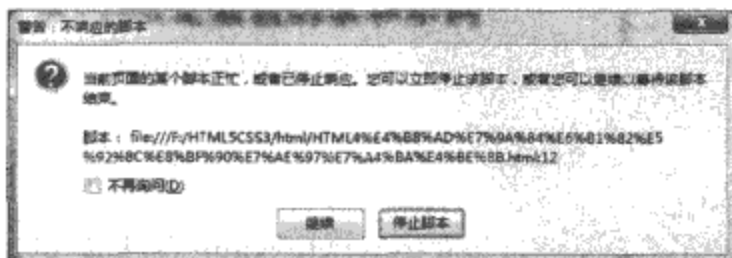 警告：不响应的脚本
当前页面的某个脚本正忙，或者已停止响应。您可以立即停止该脚本，或者您可以继续以等待该脚本
结束。
脚本： file:///F:/HTML5CSS3/html/HTML4%E4%B8%AD%E7%9A%84%E6%B1%82%E5
%92%8C%E8%BF%90%E7%AE%97%E7%A4%BA%E4%BE%8B.html:12
不再询问(D)
继续
停止脚本